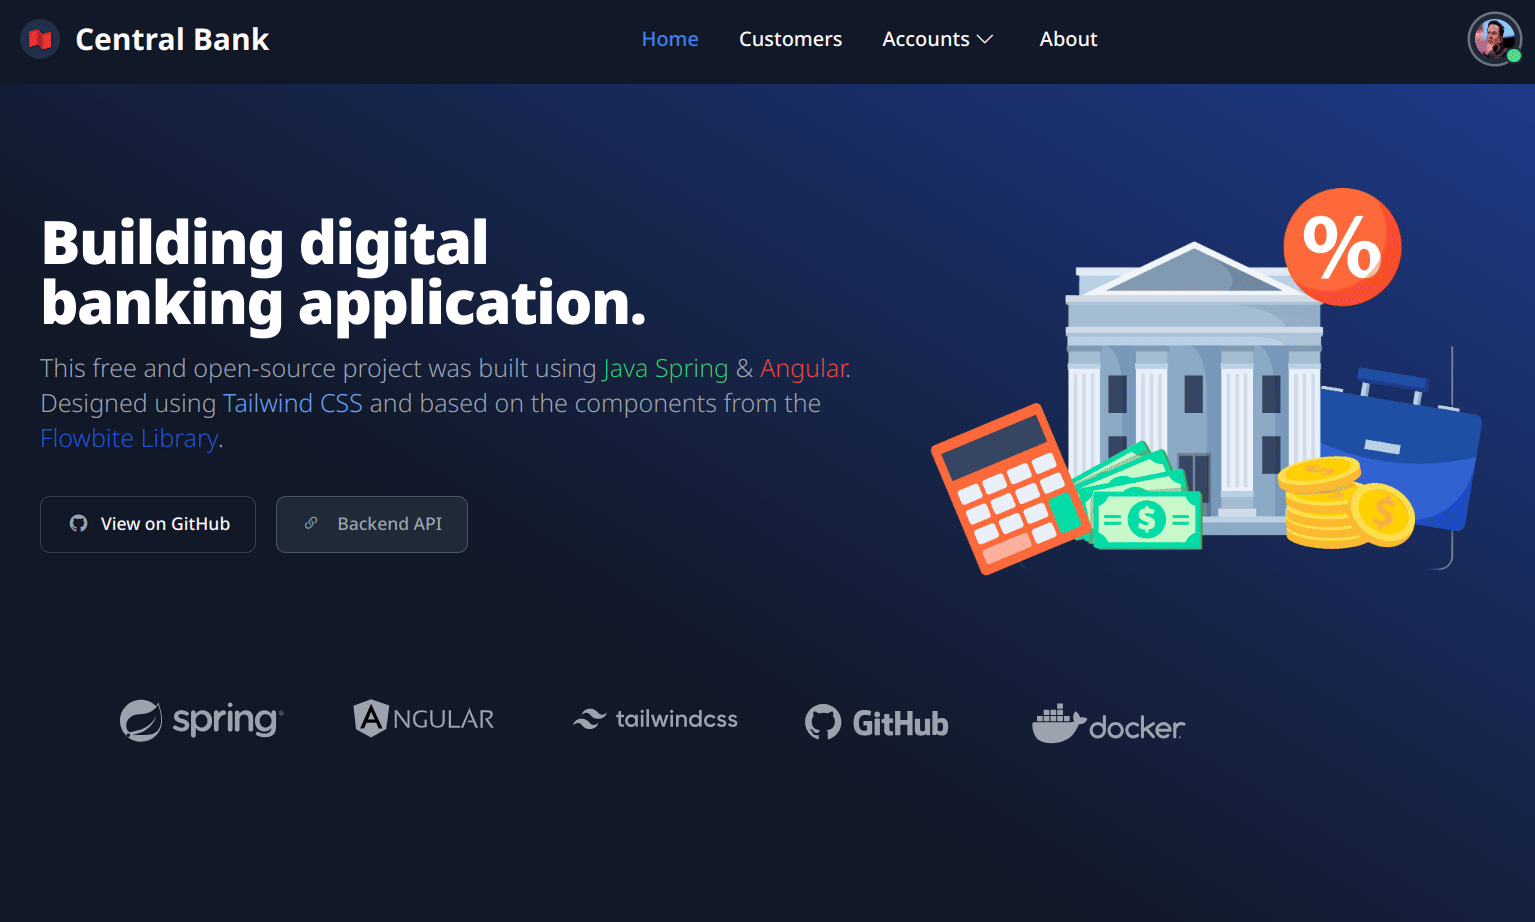 Central Bank
Home
Customers
Accounts
About
Building digital
banking application.
This free and open-source project was built using Java Spring & Angular.
Designed using Tailwind CSS and based on the components from the
Flowbite Library.
View on GitHub
Backend API
%
$
$
$
spring®
ANGULAR
tailwindcss
GitHub
docker